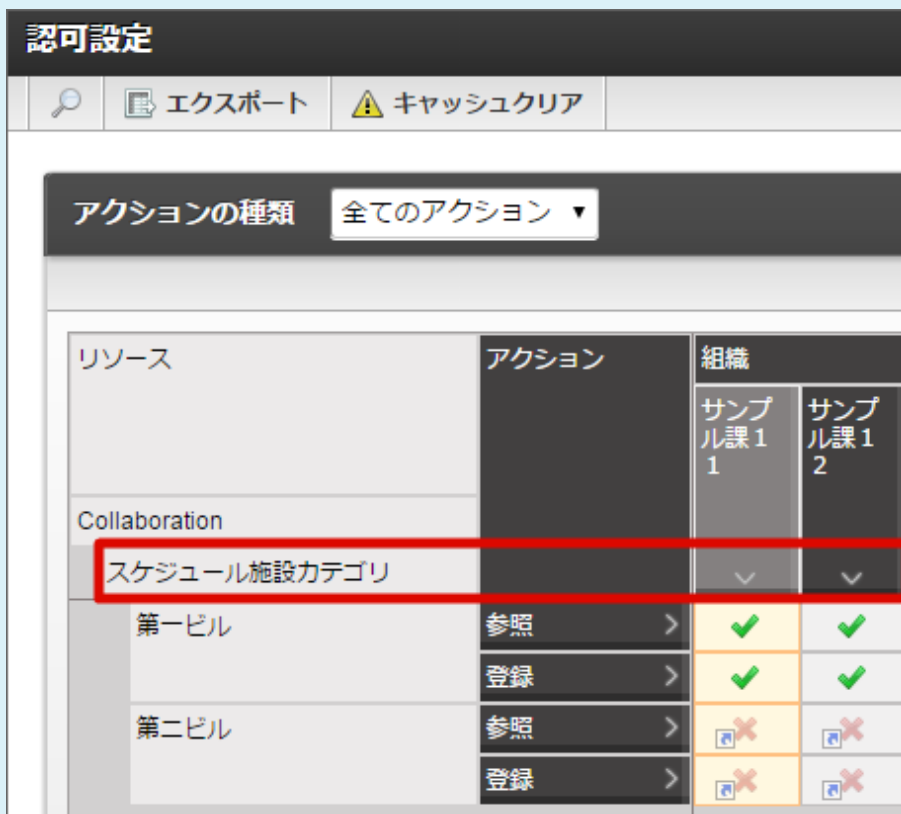 認可設定
エクスポート キャッシュクリア
アクションの種類 全てのアクション
リソース アクション 組織
サンプ
ル課1
1
サンプ
ル課1
2
Collaboration
スケジュール施設カテゴリ
第一ビル 参照
登録
第二ビル 参照
登録